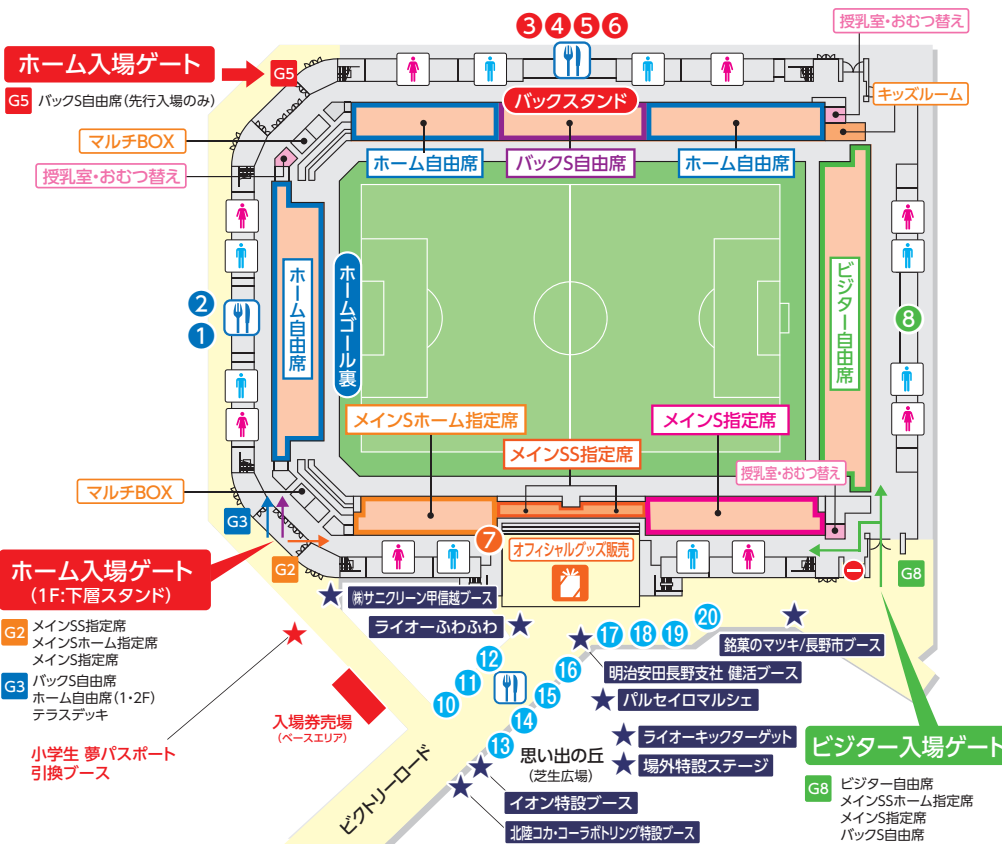 ❸❹❺❻
授乳室・おむつ替え
ホーム入場ゲート
G5
G5 バックS自由席(先行入場のみ)
バックスタンド
キッズルーム
マルチBOX
ホーム自由席
バックS自由席
ホーム自由席
授乳室・おむつ替え
❷
❶
ホーム自由席
ホームゴール裏
ビジター自由席
❽
メインSホーム指定席
メインS指定席
メインSS指定席
授乳室・おむつ替え
マルチBOX
G3
❼
オフィシャルグッズ販売
ホーム入場ゲート
(1F:下層スタンド)
G2
G8
㈱サニクリーン甲信越ブース
G2 メインSS指定席
メインSホーム指定席
メインS指定席
ライオーふわふわ
⑰ ⑱ ⑲ ⑳
銘菓のマツキ/長野市ブース
G3 バックS自由席
ホーム自由席(1・2F)
テラスデッキ
⑫
⑪
⑩
⑯
⑮
⑭
⑬
明治安田長野支社 健活ブース
パルセイロマルシェ
入場券売場
(ベースエリア)
小学生 夢パスポート
引換ブース
ライオーキックターゲット
思い出の丘
(芝生広場)
場外特設ステージ
ビジター入場ゲート
ビクトリーロード
イオン特設ブース
北陸コカ・コーラボトリング特設ブース
G8 ビジター自由席
メインSSホーム指定席
メインS指定席
バックS自由席